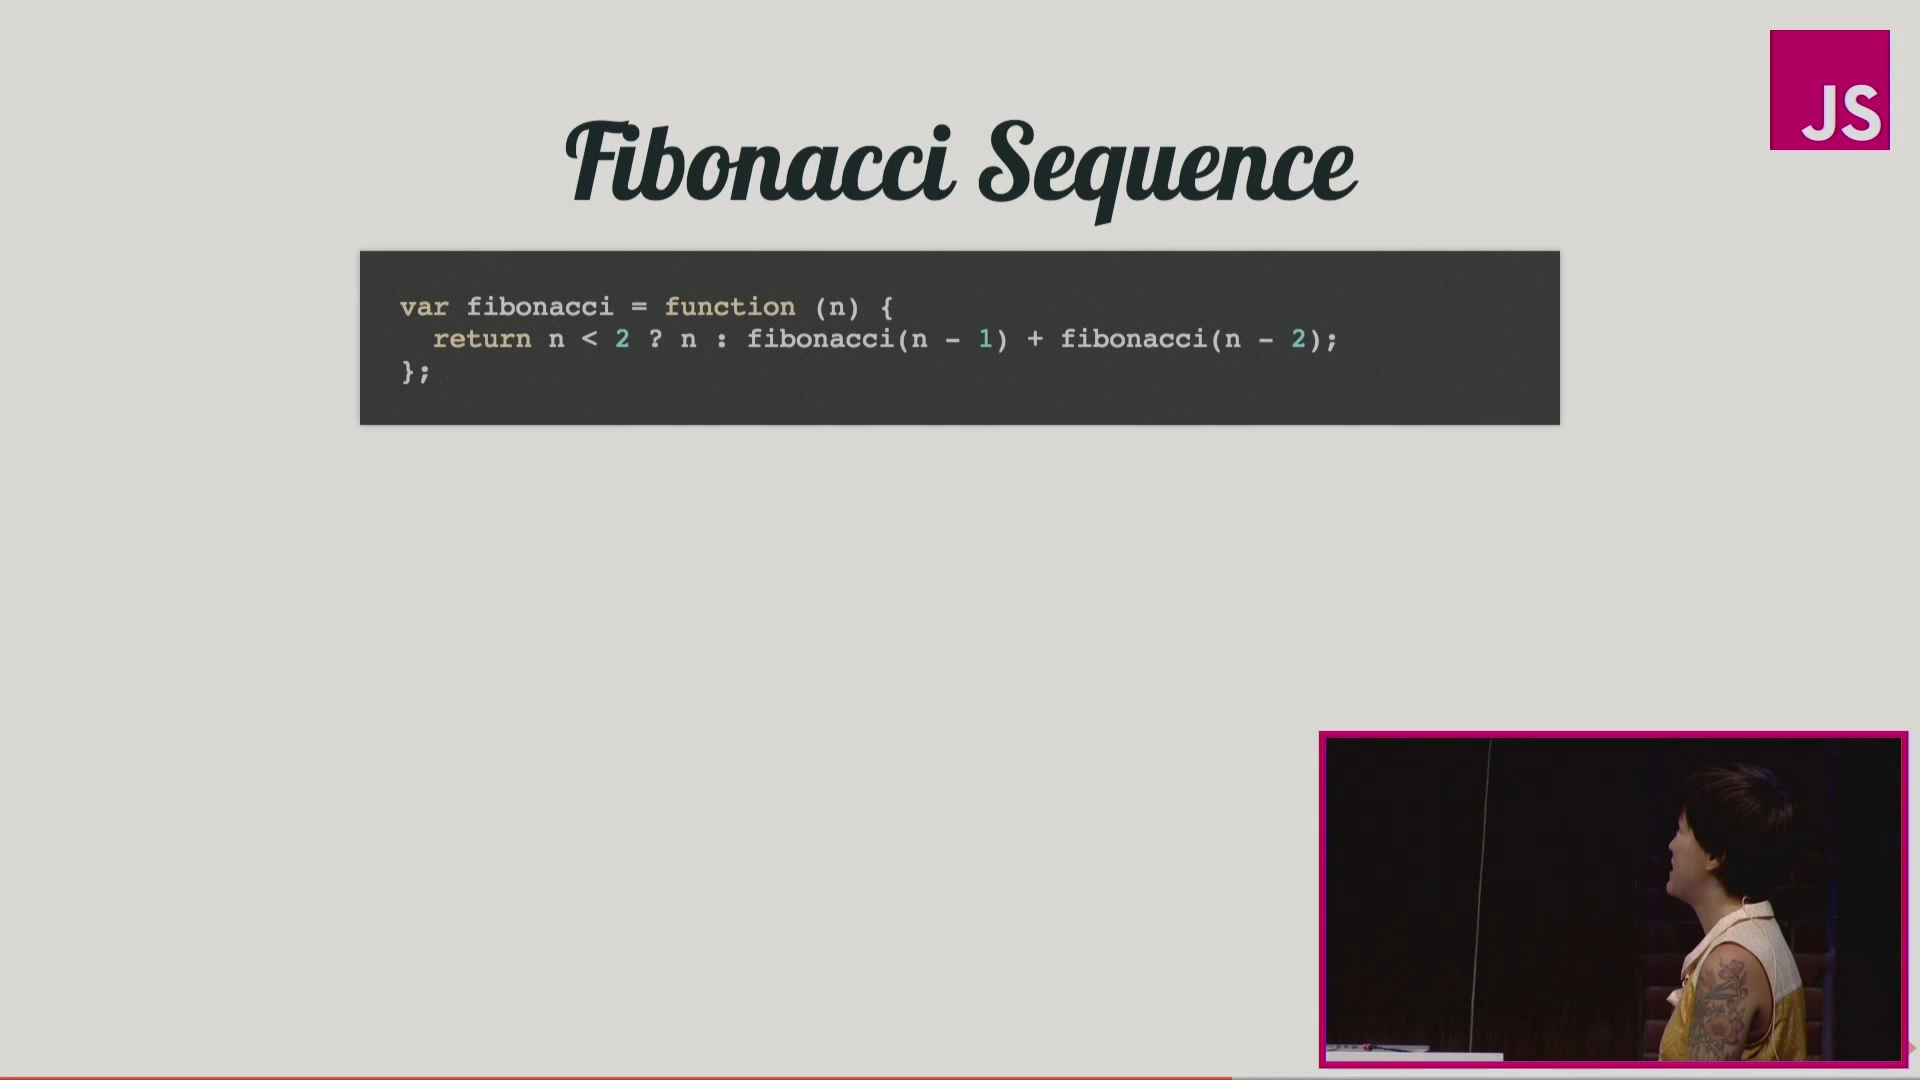 JS
Fibonacci Sequence
var fibonacci = function (n) {
  return n < 2 ? n : fibonacci(n - 1) + fibonacci(n - 2);
};